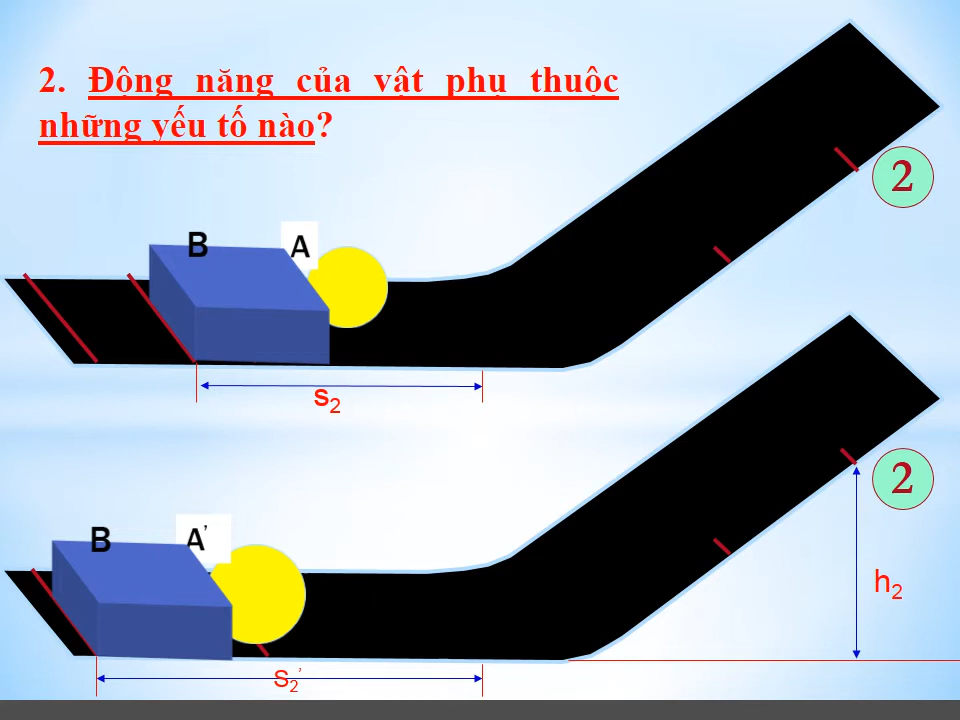 2. Động năng của vật phụ thuộc
những yếu tố nào?
2
B
A
s2
2
B
A’
h2
S2’